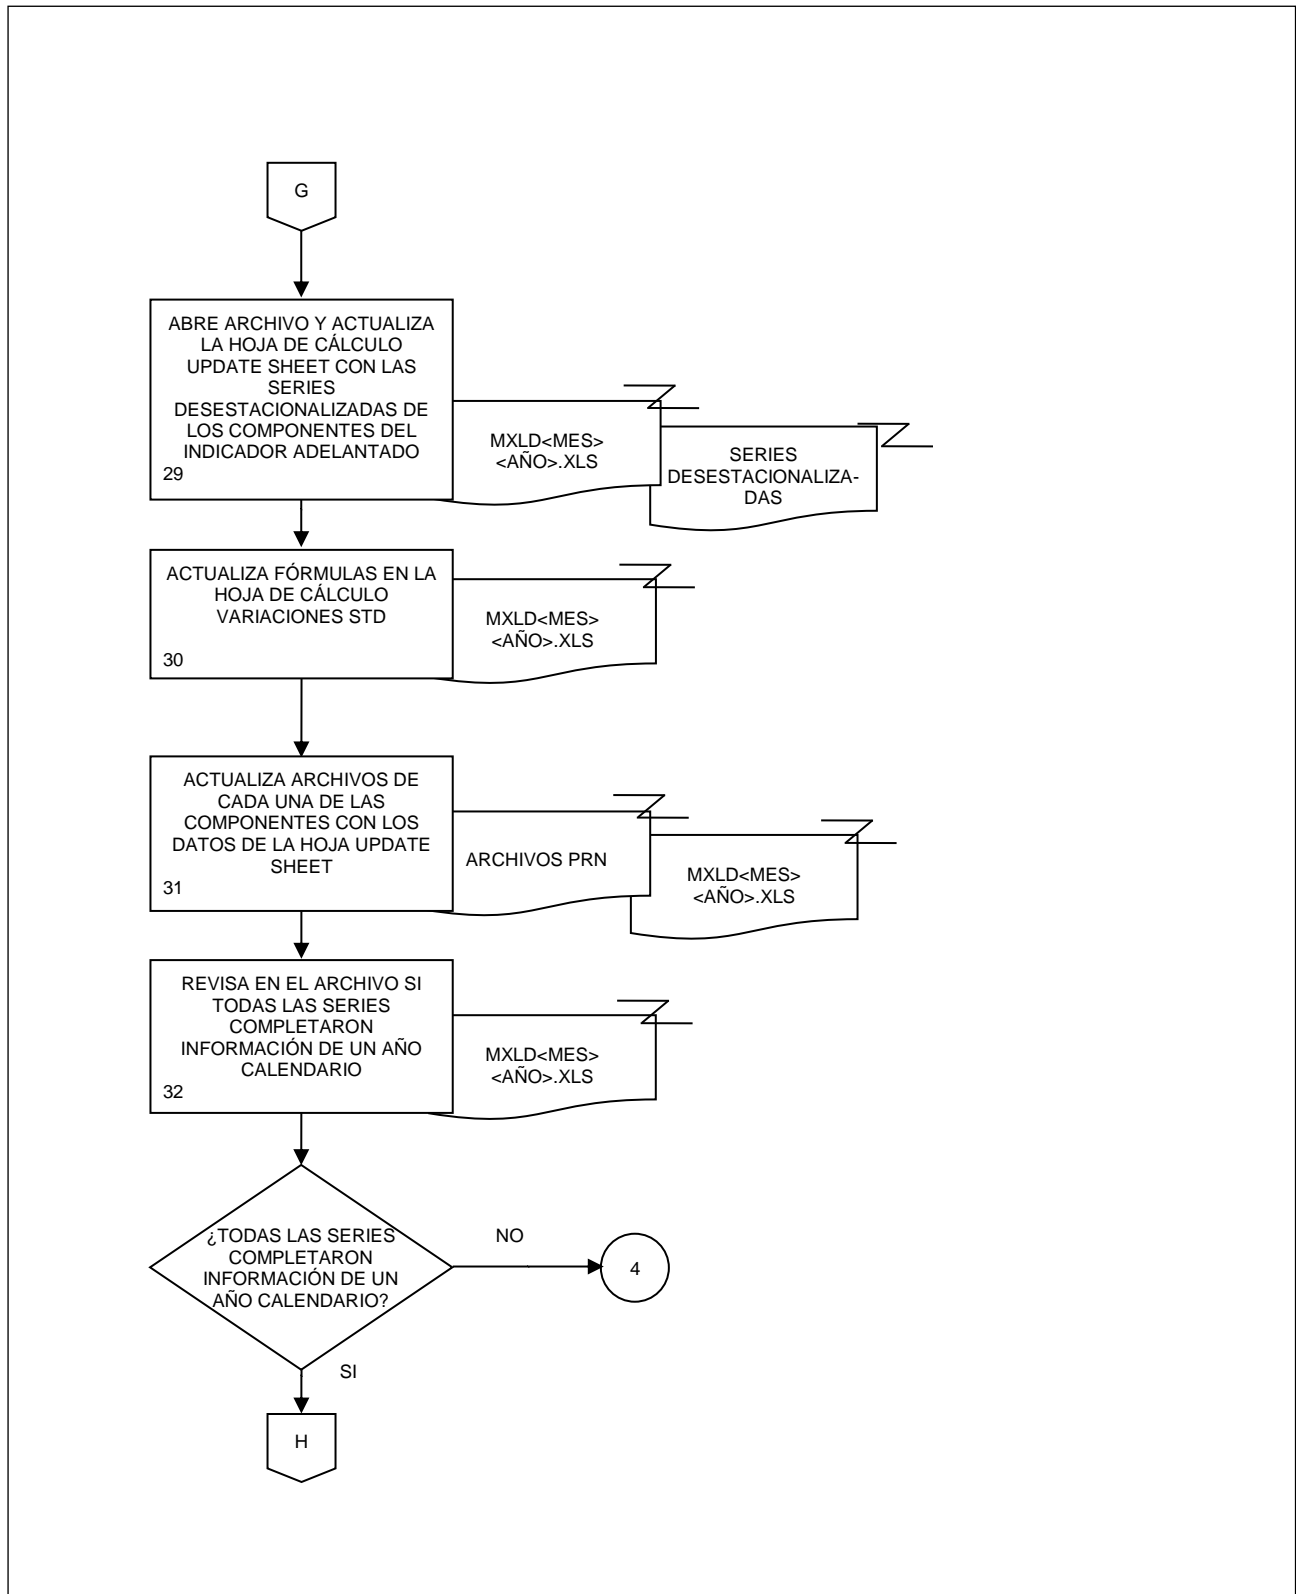 G
ABRE ARCHIVO Y ACTUALIZA
LA HOJA DE CÁLCULO
UPDATE SHEET CON LAS
SERIES
DESESTACIONALIZADAS DE
LOS COMPONENTES DEL
INDICADOR ADELANTADO
29
MXLD<MES>
<AÑO>.XLS
SERIES
DESESTACIONALIZA-
DAS
ACTUALIZA FÓRMULAS EN LA
HOJA DE CÁLCULO
VARIACIONES STD
30
MXLD<MES>
<AÑO>.XLS
ACTUALIZA ARCHIVOS DE
CADA UNA DE LAS
COMPONENTES CON LOS
DATOS DE LA HOJA UPDATE
SHEET
31
ARCHIVOS PRN
MXLD<MES>
<AÑO>.XLS
REVISA EN EL ARCHIVO SI
TODAS LAS SERIES
COMPLETARON
INFORMACIÓN DE UN AÑO
CALENDARIO
32
MXLD<MES>
<AÑO>.XLS
¿TODAS LAS SERIES
COMPLETARON
INFORMACIÓN DE UN
AÑO CALENDARIO?
NO
4
SI
H